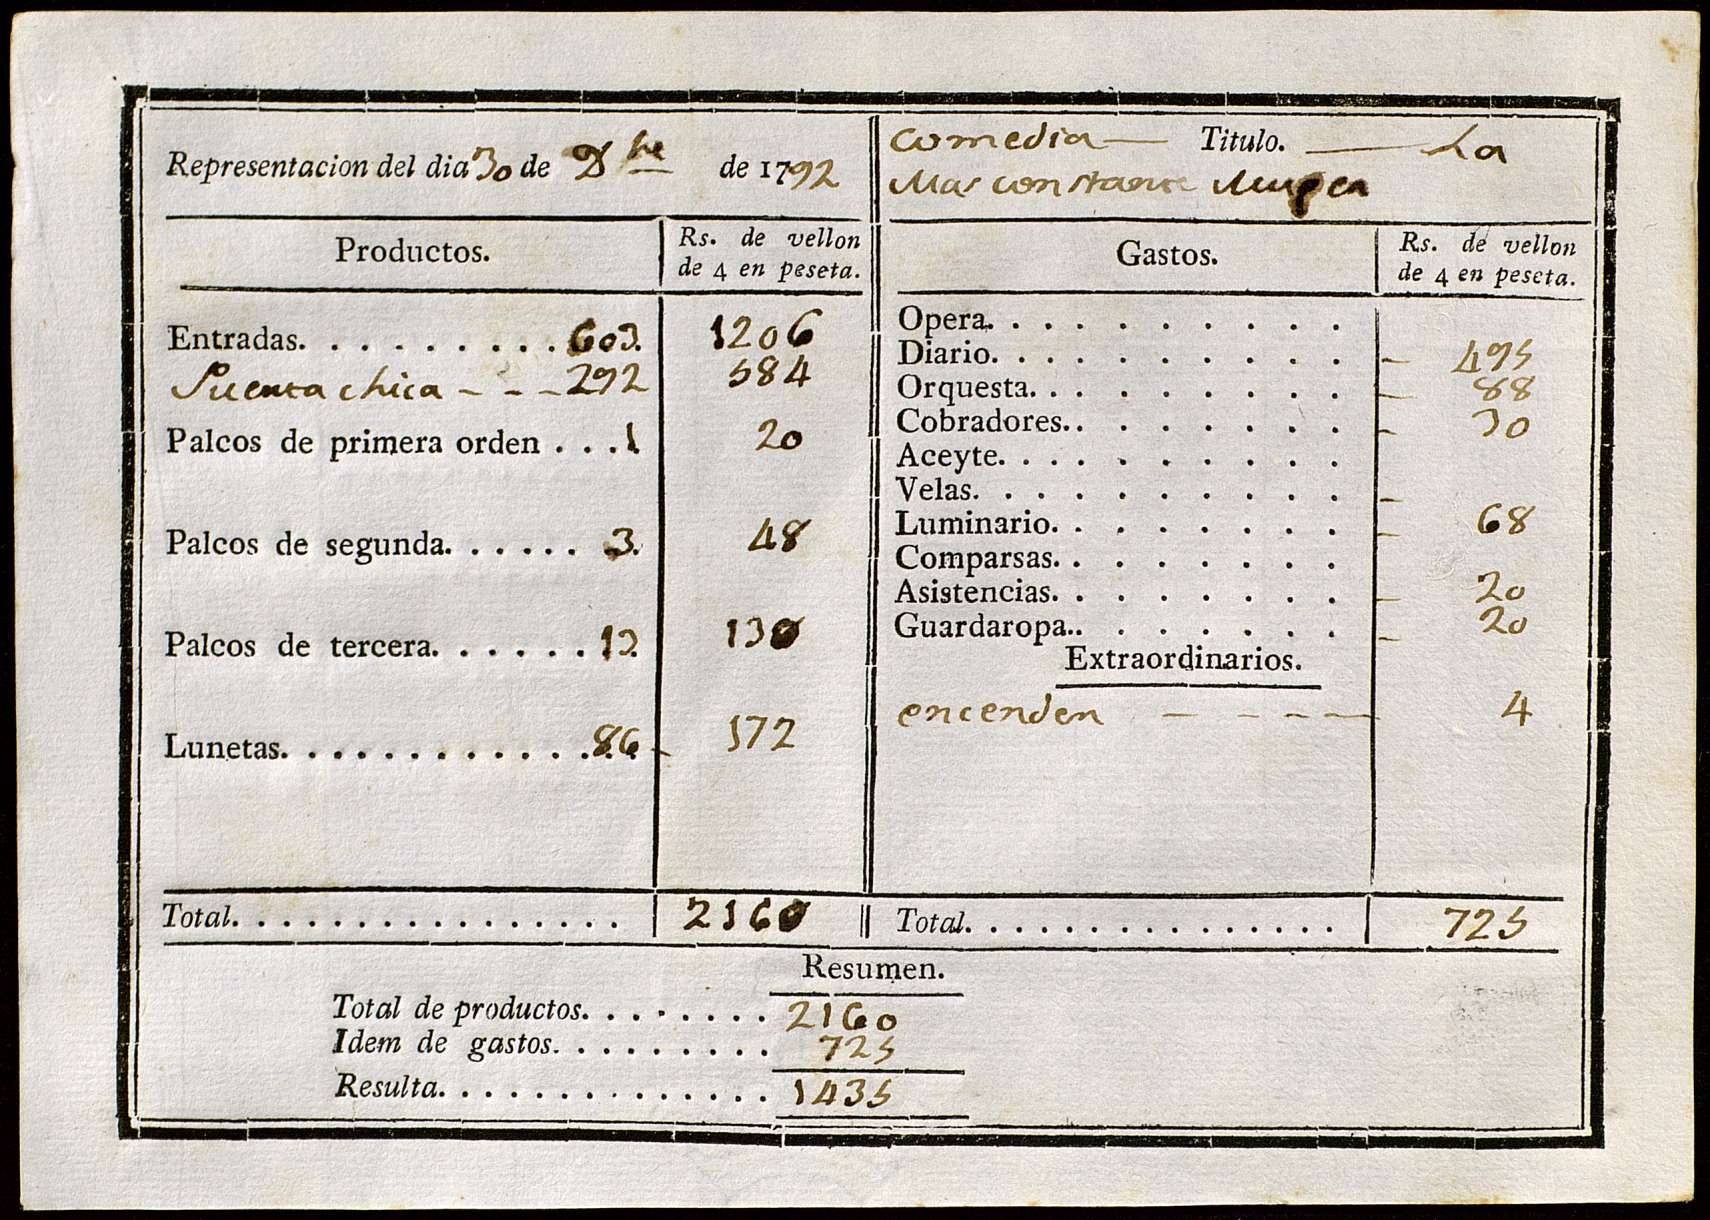 Representacion del dia 30 de Dbre de 1792
Comedia — Titulo. — La
Mas constante Muger
Productos.
Rs. de vellon
de 4 en peseta.
Entradas. . . . . . . . . . 603. 1206
Puerta chica - - - 292 584
Palcos de primera orden . . . 1 20
Palcos de segunda. . . . . . . 3. 48
Palcos de tercera. . . . . . . 13. 130
Lunetas. . . . . . . . . . . . . . . 86 - 172
Total. . . . . . . . . . . . . . . . . 2160
Gastos.
Rs. de vellon
de 4 en peseta.
Opera. . . . . . . . . . .
Diario. . . . . . . . . . . - 495
Orquesta. . . . . . . . . - 88
Cobradores.. . . . . . . - 30
Aceyte. . . . . . . . . .
Velas. . . . . . . . . . . -
Luminario. . . . . . . . - 68
Comparsas. . . . . . . .
Asistencias. . . . . . . . - 20
Guardaropa.. . . . . . . - 20
Extraordinarios.
encender - - - - - 4
Total. . . . . . . . . . . . . . . . 725
Resumen.
Total de productos. . . . . . . . 2160
Idem de gastos. . . . . . . . . . 725
Resulta. . . . . . . . . . . . . . . 1435